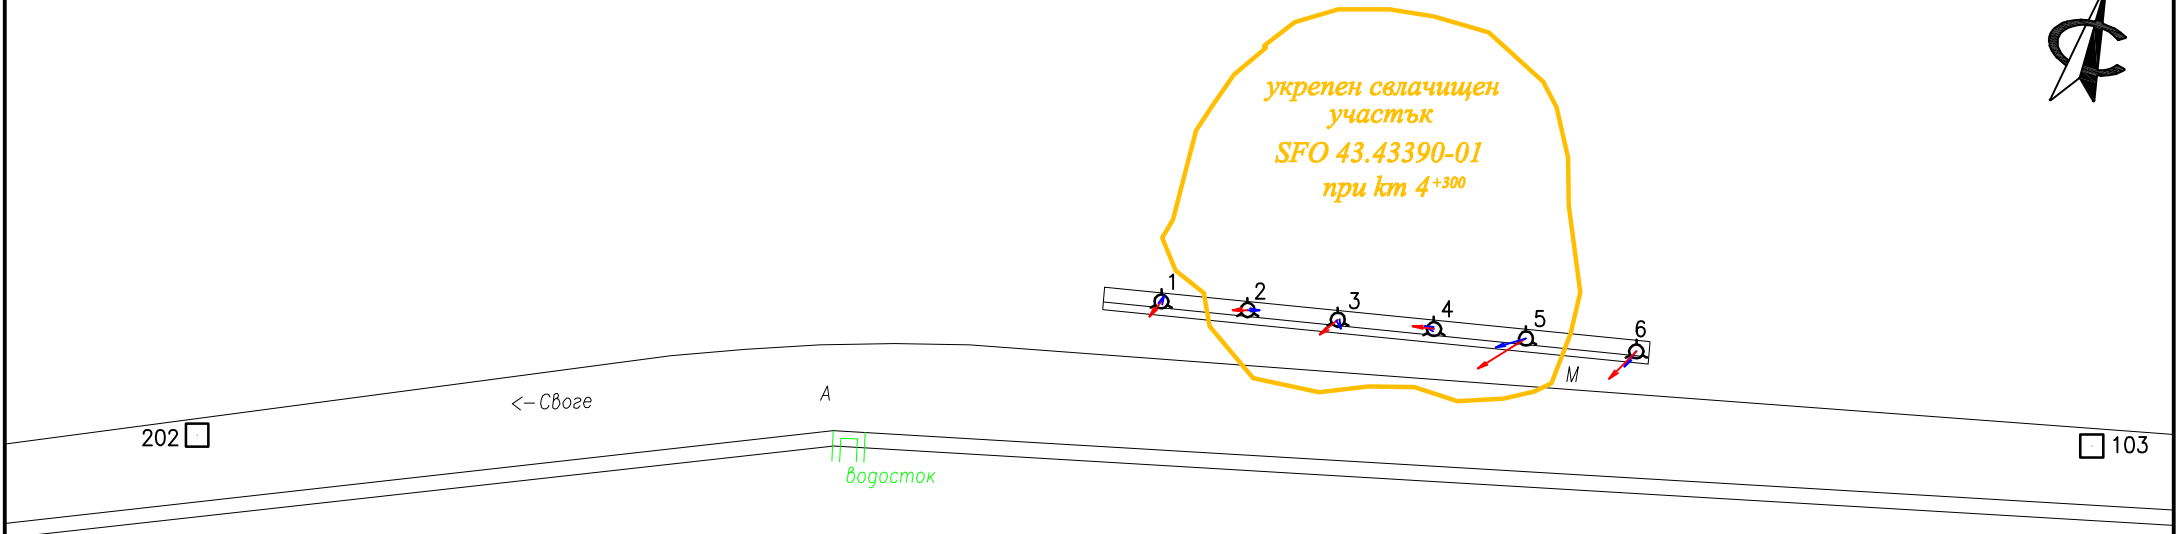 укрепен свлачищен
участък
SFO 43.43390-01
при km 4+300
1
2
3
4
5
6
М
<-Своге
А
202
103
водосток